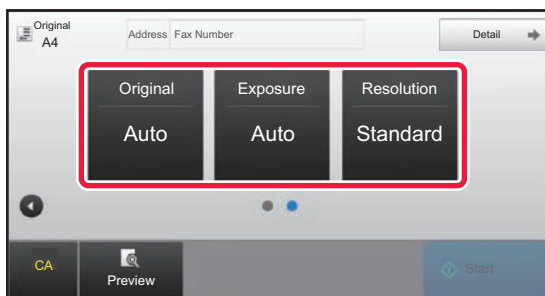 Original
A4
Address Fax Number
Detail
Original Exposure Resolution
Auto Auto Standard
CA
Preview
Start